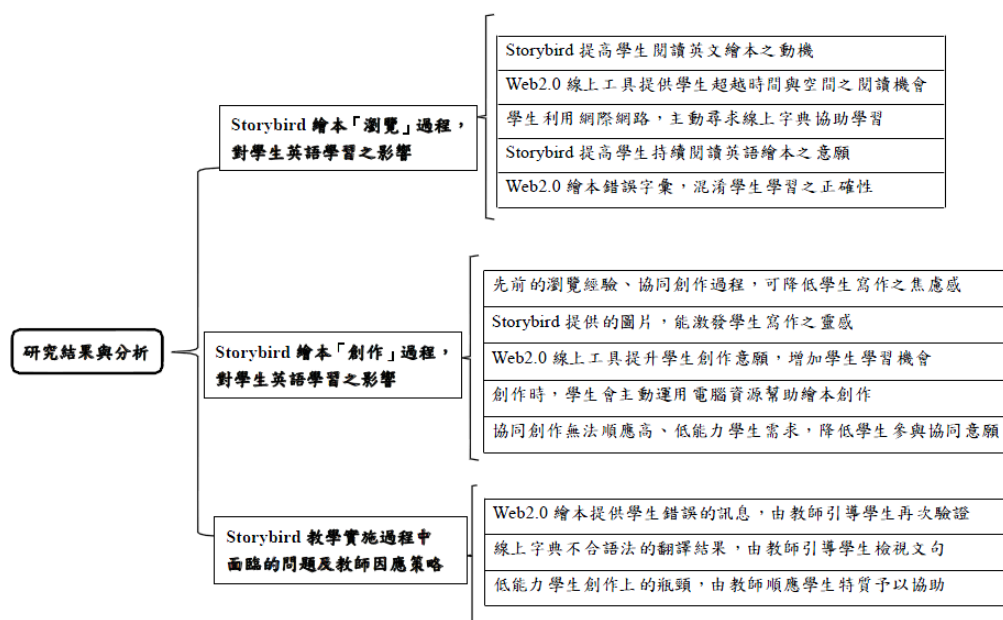 研究結果與分析
Storybird 繪本「瀏覽」過程，
對學生英語學習之影響
Storybird 提高學生閱讀英文繪本之動機
Web2.0 線上工具提供學生超越時間與空間之閱讀機會
學生利用網際網路，主動尋求線上字典協助學習
Storybird 提高學生持續閱讀英語繪本之意願
Web2.0 繪本錯誤字彙，混淆學生學習之正確性
Storybird 繪本「創作」過程，
對學生英語學習之影響
先前的瀏覽經驗、協同創作過程，可降低學生寫作之焦慮感
Storybird 提供的圖片，能激發學生寫作之靈感
Web2.0 線上工具提升學生創作意願，增加學生學習機會
創作時，學生會主動運用電腦資源幫助繪本創作
協同創作無法順應高、低能力學生需求，降低學生參與協同意願
Storybird 教學實施過程中
面臨的問題及教師因應策略
Web2.0 繪本提供學生錯誤的訊息，由教師引導學生再次驗證
線上字典不合語法的翻譯結果，由教師引導學生檢視文句
低能力學生創作上的瓶頸，由教師順應學生特質予以協助